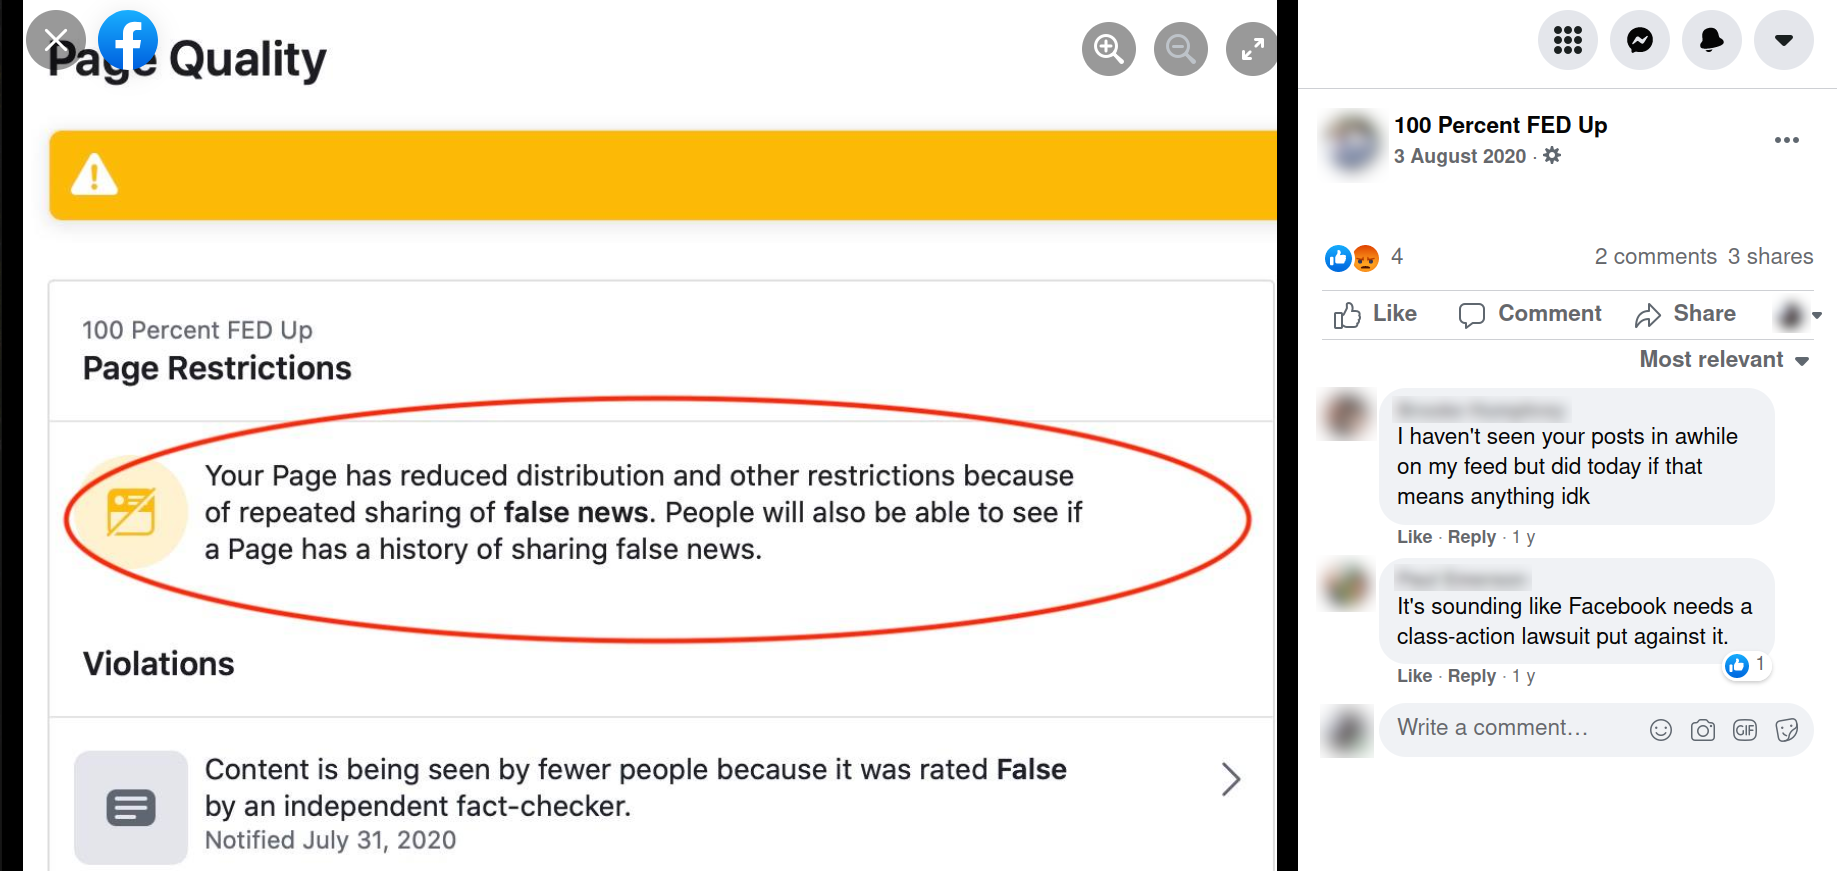 Page Quality
100 Percent FED Up
Page Restrictions
Your Page has reduced distribution and other restrictions because
of repeated sharing of false news. People will also be able to see if
a Page has a history of sharing false news.
Violations
Content is being seen by fewer people because it was rated False
by an independent fact-checker.
Notified July 31, 2020
100 Percent FED Up
3 August 2020 ·
4
2 comments 3 shares
Like Comment Share
Most relevant
I haven't seen your posts in awhile
on my feed but did today if that
means anything idk
Like · Reply · 1 y
It's sounding like Facebook needs a
class-action lawsuit put against it.
1
Like · Reply · 1 y
Write a comment…
GIF